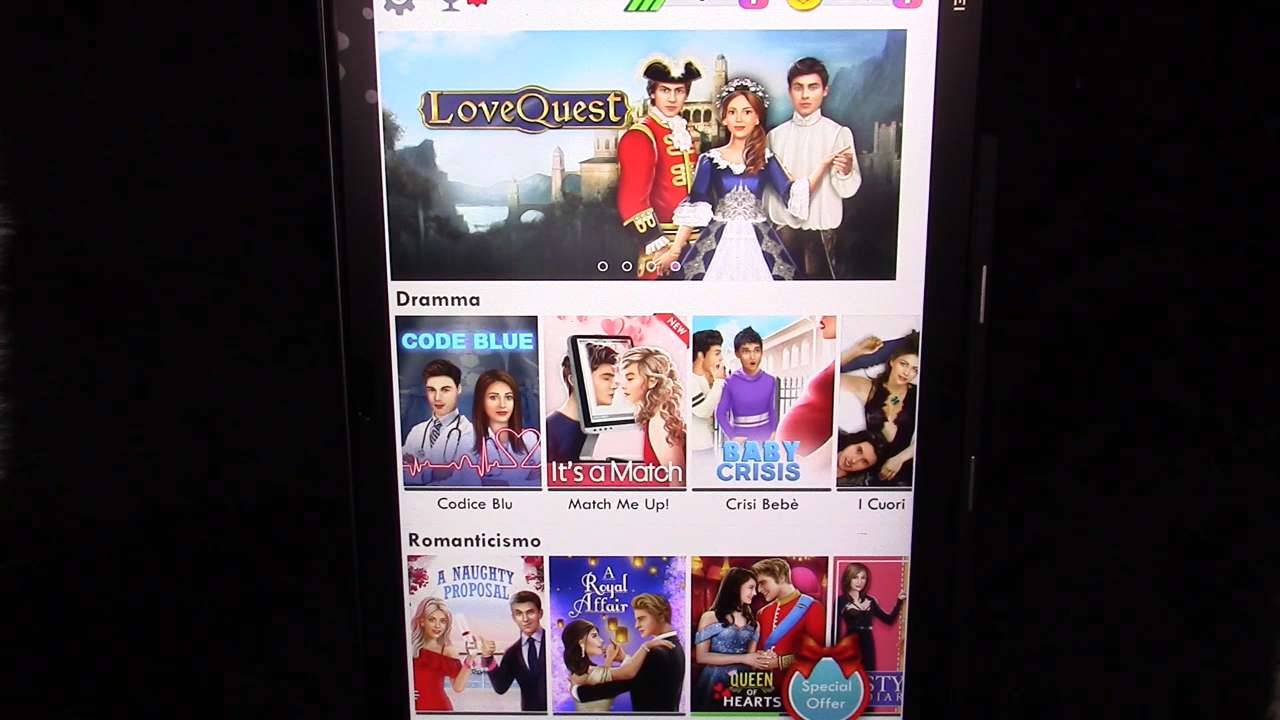 LoveQuest
Dramma
CODE BLUE
NEW
It's a Match
BABY
CRISIS
Codice Blu
Match Me Up!
Crisi Bebè
I Cuori
Romanticismo
A NAUGHTY
PROPOSAL
A
Royal
Affair
QUEEN
OF
HEARTS
Special
Offer